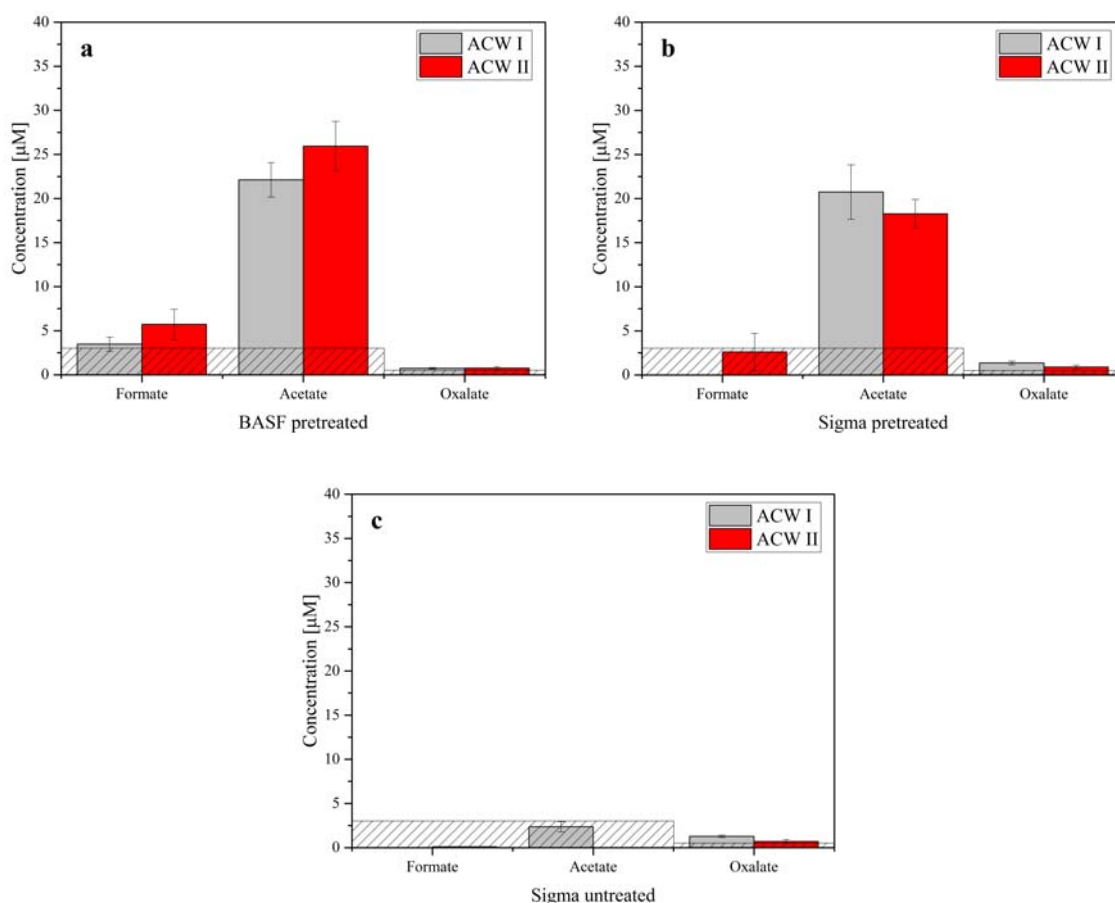 a
ACW I
ACW II
40
35
30
25
20
15
10
5
0
Concentration [µM]
Formate Acetate Oxalate
BASF pretreated
b
ACW I
ACW II
40
35
30
25
20
15
10
5
0
Concentration [µM]
Formate Acetate Oxalate
Sigma pretreated
c
ACW I
ACW II
40
35
30
25
20
15
10
5
0
Concentration [µM]
Formate Acetate Oxalate
Sigma untreated